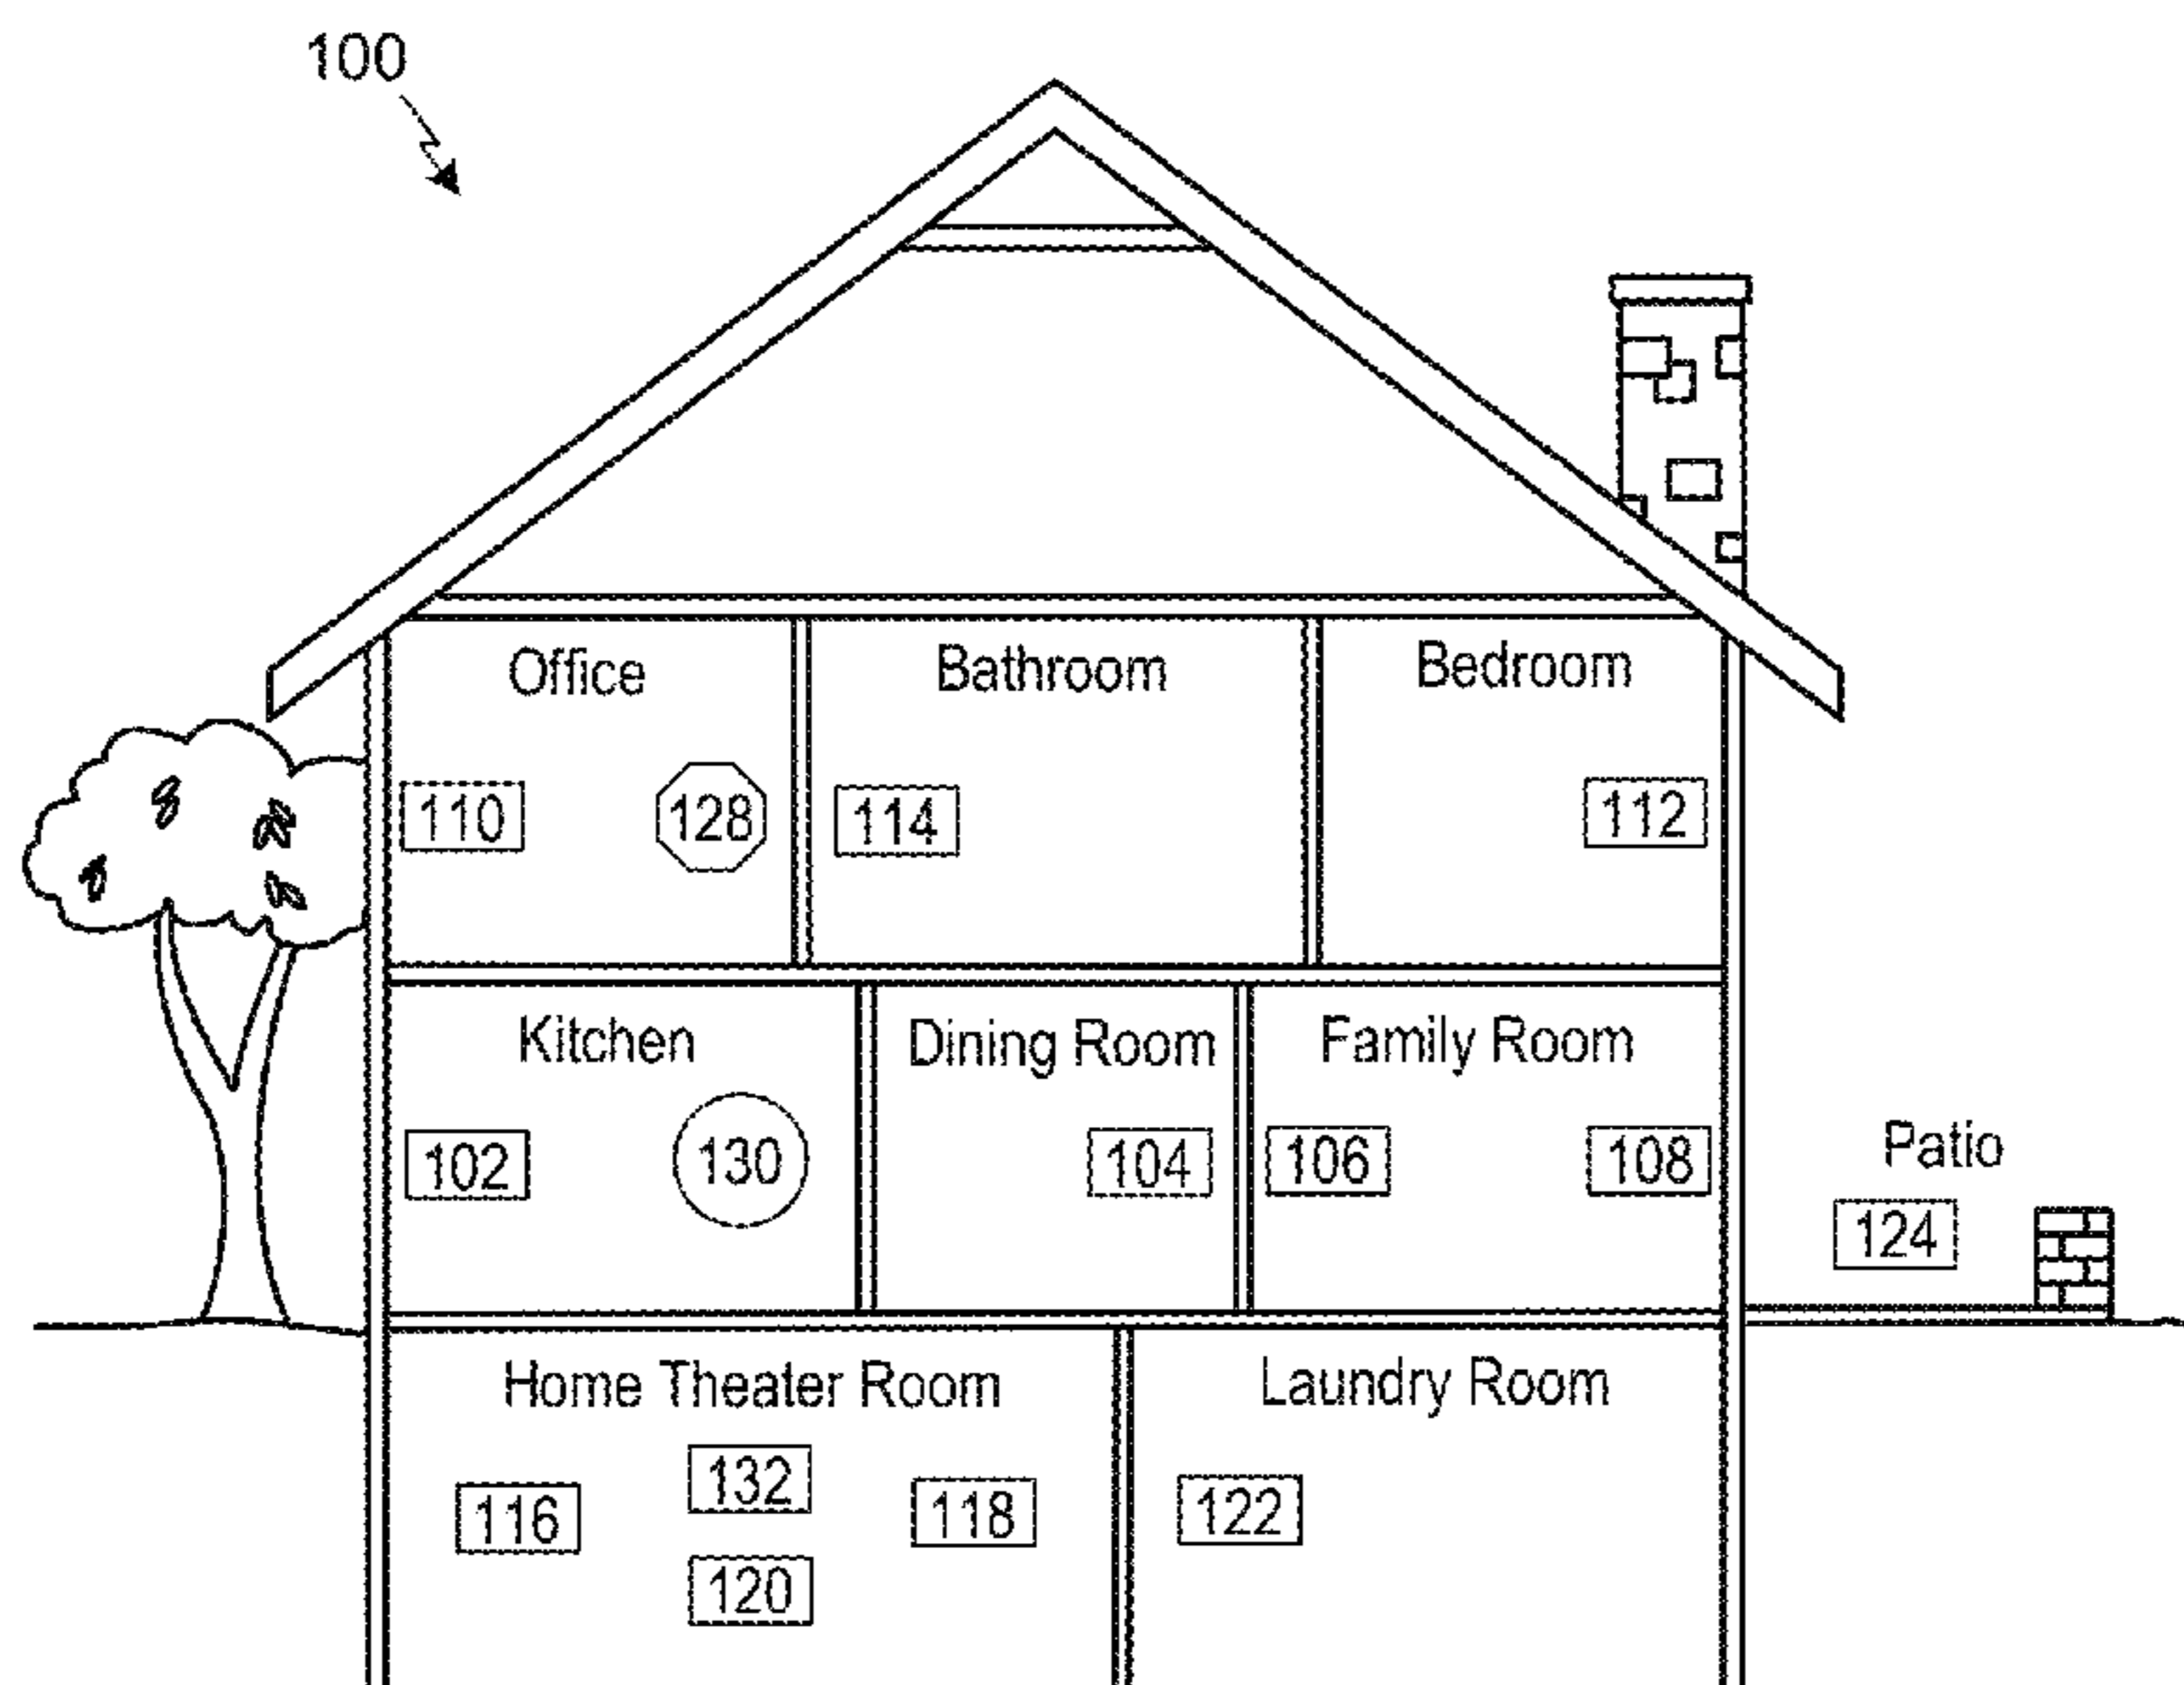 100
Office
Bathroom
Bedroom
110
128
114
112
Kitchen
Dining Room
Family Room
102
130
104
106
108
Patio
124
Home Theater Room
Laundry Room
116
132
118
122
120